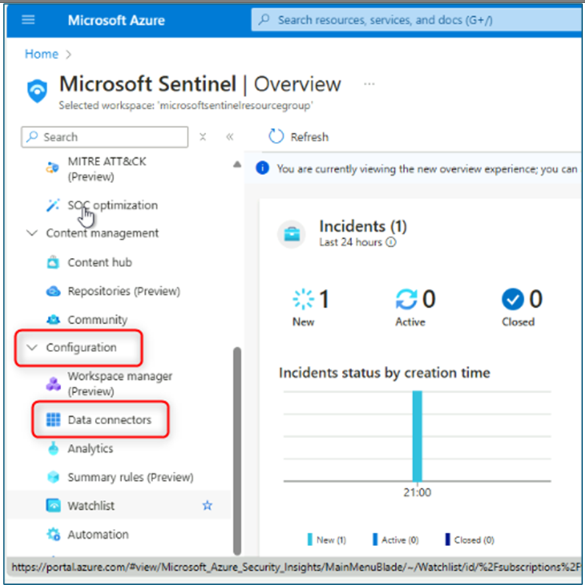 Microsoft Azure
Search resources, services, and docs (G+/)
Home >
Microsoft Sentinel | Overview ...
Selected workspace: 'microsoftsentinelresourcegroup'
Search
Refresh
MITRE ATT&CK
(Preview)
SOC optimization
Content management
Content hub
Repositories (Preview)
Community
Configuration
Workspace manager
(Preview)
Data connectors
Analytics
Summary rules (Preview)
Watchlist
Automation
You are currently viewing the new overview experience; you can
Incidents (1)
Last 24 hours
1 0 0
New Active Closed
Incidents status by creation time
21:00
New (1) Active (0) Closed (0)
https://portal.azure.com/#view/Microsoft_Azure_Security_Insights/MainMenuBlade/~/Watchlist/id/%2Fsubscriptions%2F